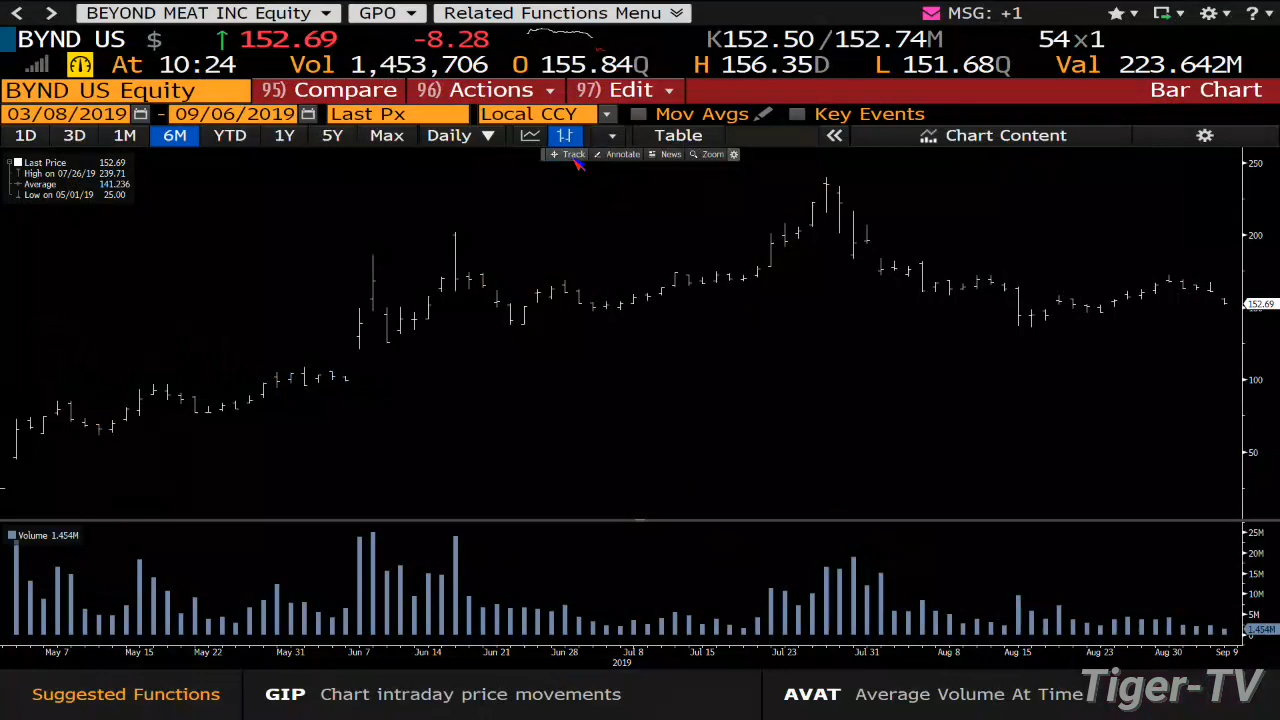 BEYOND MEAT INC Equity GPO Related Functions Menu MSG: +1 ?
BYND US $ ↑ 152.69 -8.28 K152.50 /152.74M 54x1
At 10:24 Vol 1,453,706 O 155.84Q H 156.35D L 151.68Q Val 223.642M
BYND US Equity 95) Compare 96) Actions 97) Edit Bar Chart
03/08/2019 - 09/06/2019 Last Px Local CCY Mov Avgs Key Events
1D 3D 1M 6M YTD 1Y 5Y Max Daily ▼ Table « Chart Content
Track Annotate News Zoom
Last Price 152.69
High on 07/26/19 239.71
Average 141.236
Low on 05/01/19 25.00
250
200
152.69
100
50
Volume 1.454M
25M
20M
15M
10M
5M
1.454M
0
May 7 May 15 May 22 May 31 Jun 7 Jun 14 Jun 21 Jun 28 Jul 8 Jul 15 Jul 23 Jul 31 Aug 8 Aug 15 Aug 23 Aug 30 Sep 9
2019
Suggested Functions GIP Chart intraday price movements AVAT Average Volume At Time
Tiger-TV